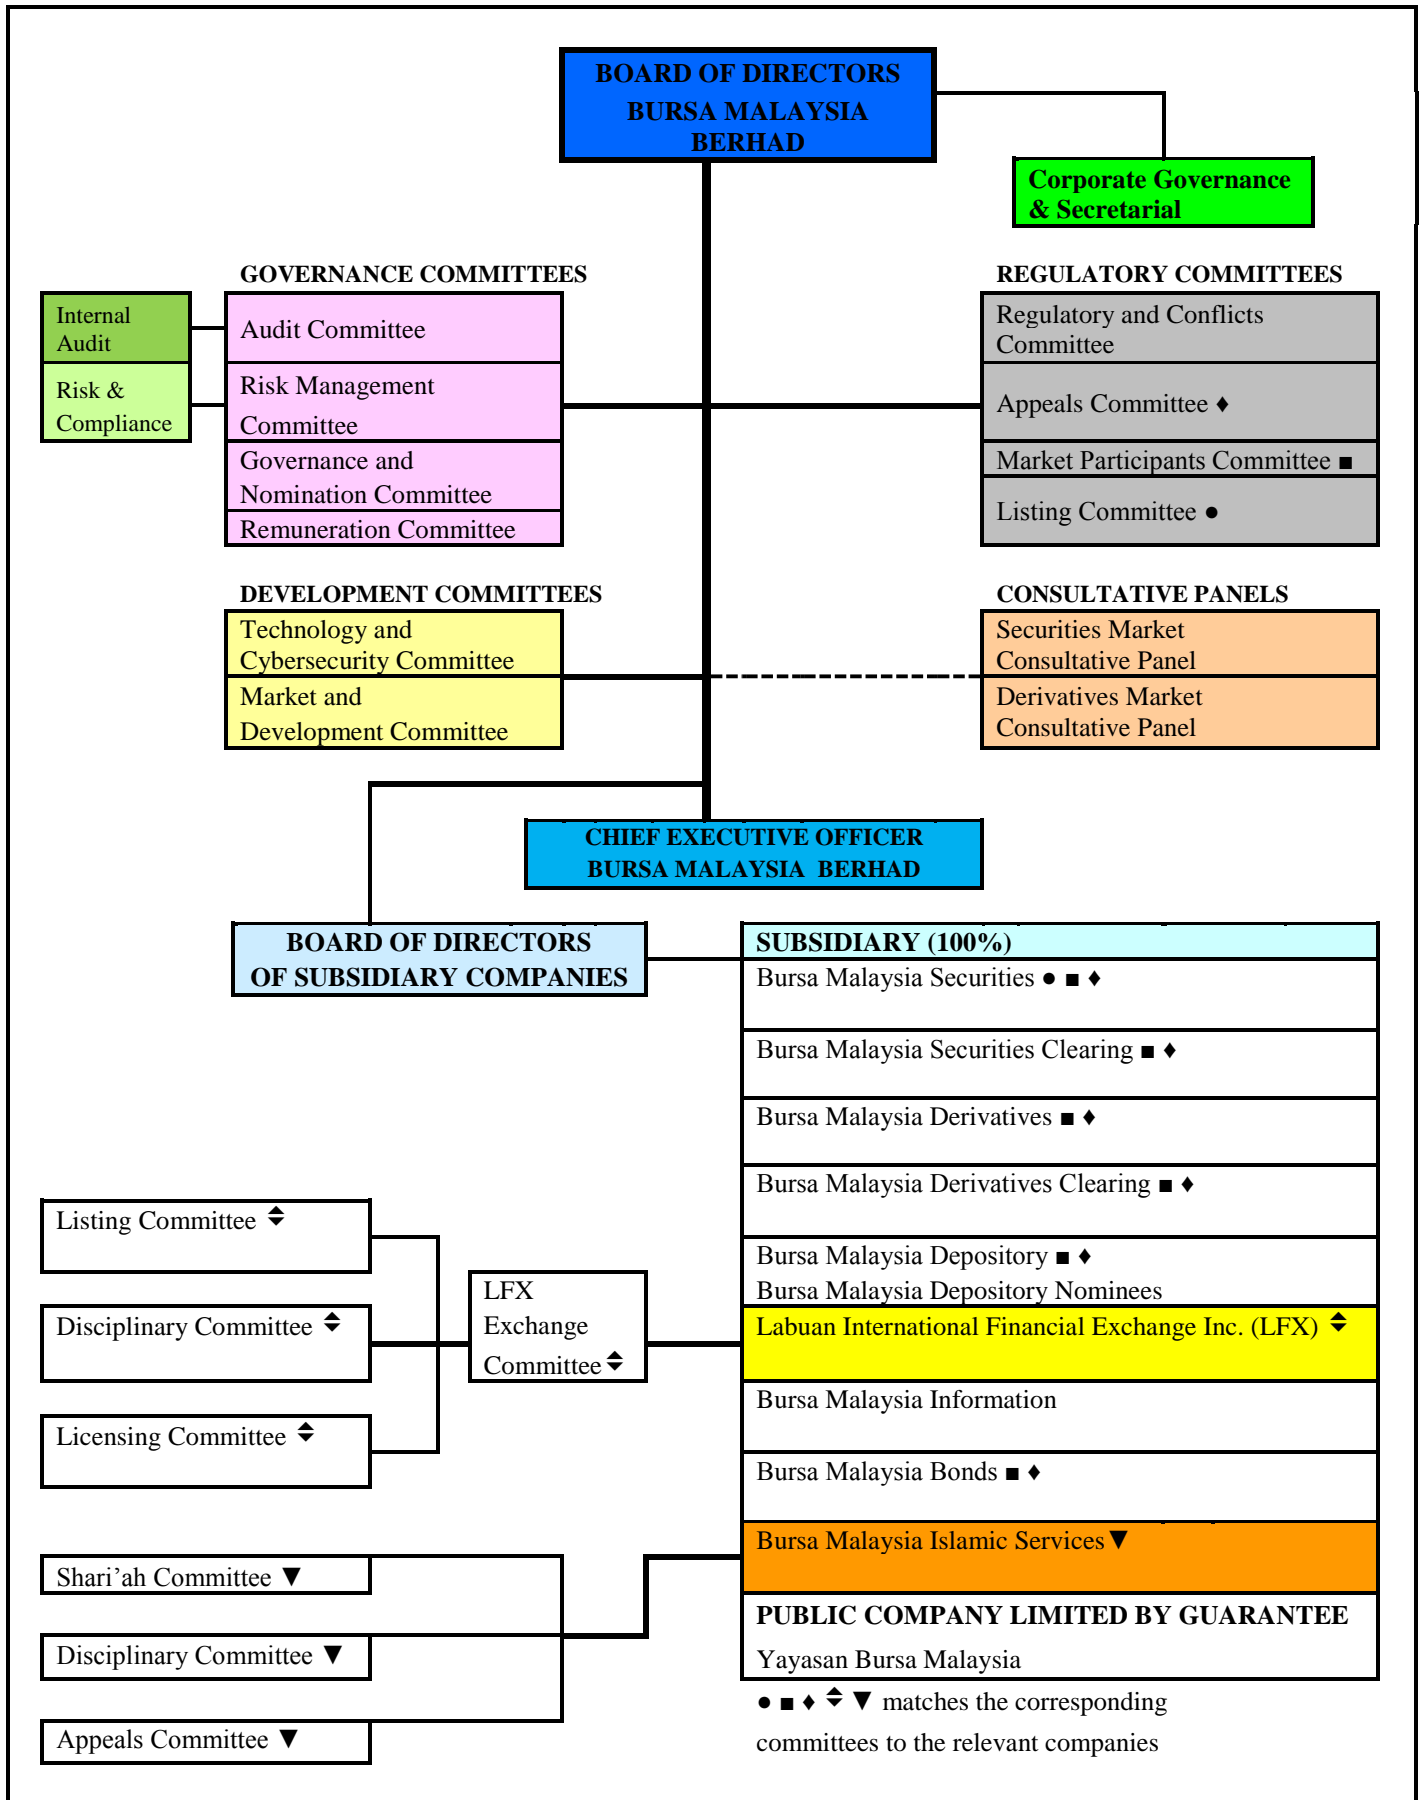 BOARD OF DIRECTORS
BURSA MALAYSIA
BERHAD
Corporate Governance
& Secretarial
GOVERNANCE COMMITTEES
Internal
Audit
Risk &
Compliance
Audit Committee
Risk Management
Committee
Governance and
Nomination Committee
Remuneration Committee
REGULATORY COMMITTEES
Regulatory and Conflicts
Committee
Appeals Committee ♦
Market Participants Committee ■
Listing Committee ●
DEVELOPMENT COMMITTEES
Technology and
Cybersecurity Committee
Market and
Development Committee
CONSULTATIVE PANELS
Securities Market
Consultative Panel
Derivatives Market
Consultative Panel
CHIEF EXECUTIVE OFFICER
BURSA MALAYSIA BERHAD
BOARD OF DIRECTORS
OF SUBSIDIARY COMPANIES
SUBSIDIARY (100%)
Bursa Malaysia Securities ● ■ ♦
Bursa Malaysia Securities Clearing ■ ♦
Bursa Malaysia Derivatives ■ ♦
Bursa Malaysia Derivatives Clearing ■ ♦
Bursa Malaysia Depository ■ ♦
Bursa Malaysia Depository Nominees
Labuan International Financial Exchange Inc. (LFX) ⬘
Bursa Malaysia Information
Bursa Malaysia Bonds ■ ♦
Bursa Malaysia Islamic Services▼
PUBLIC COMPANY LIMITED BY GUARANTEE
Yayasan Bursa Malaysia
Listing Committee ⬘
Disciplinary Committee ⬘
Licensing Committee ⬘
LFX
Exchange
Committee⬘
Shari’ah Committee ▼
Disciplinary Committee ▼
Appeals Committee ▼
● ■ ♦ ⬘ ▼ matches the corresponding
committees to the relevant companies